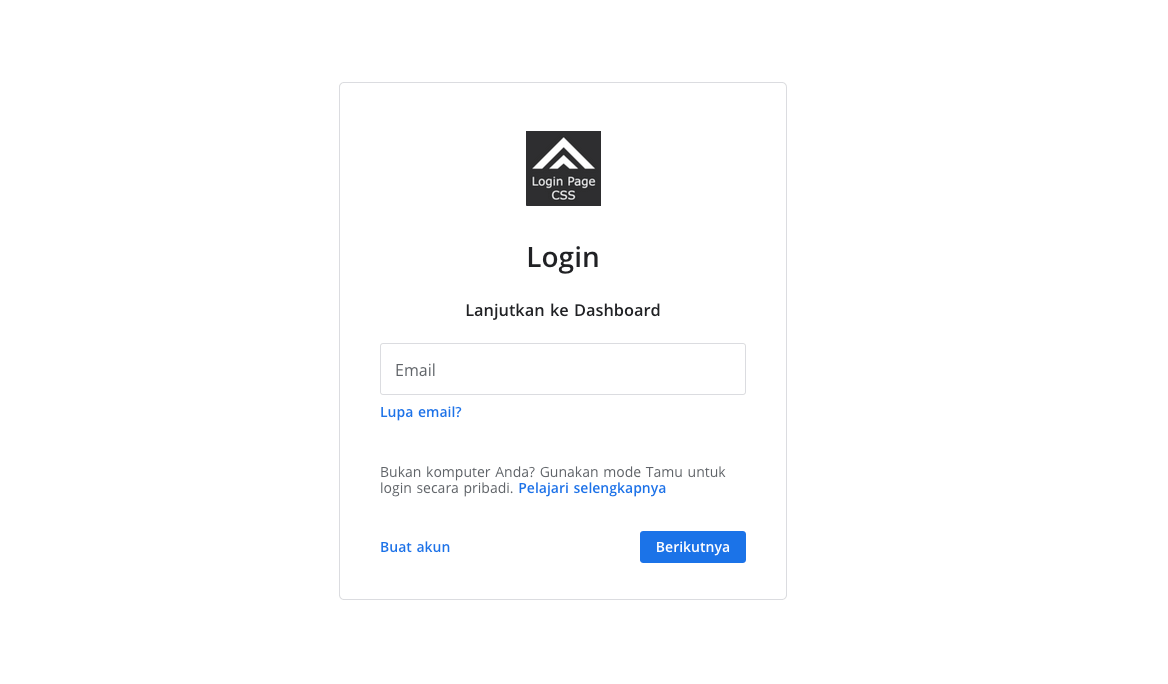 Login Page
CSS
Login
Lanjutkan ke Dashboard
Email
Lupa email?
Bukan komputer Anda? Gunakan mode Tamu untuk
login secara pribadi. Pelajari selengkapnya
Buat akun
Berikutnya